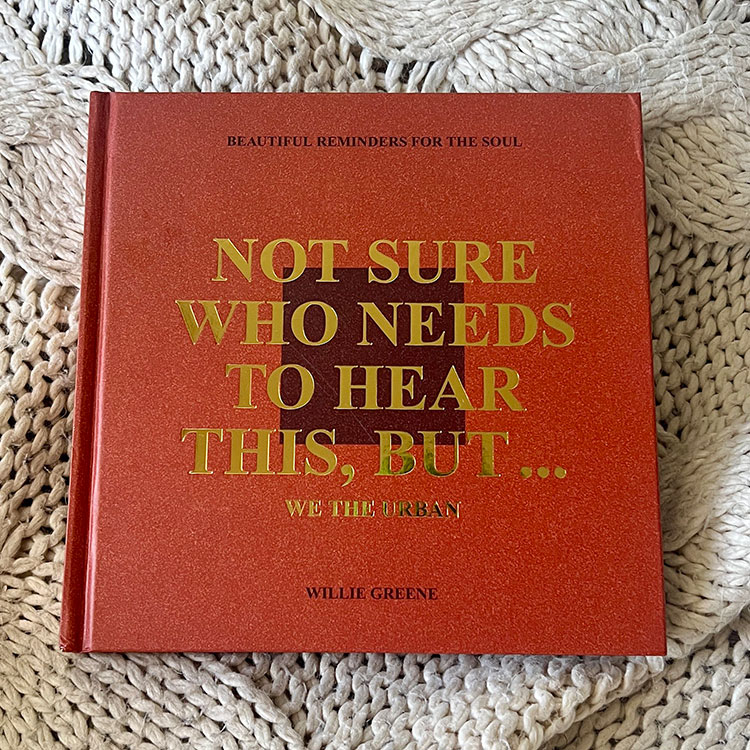 BEAUTIFUL REMINDERS FOR THE SOUL
NOT SURE
WHO NEEDS
TO HEAR
THIS, BUT...
WE THE URBAN
WILLIE GREENE